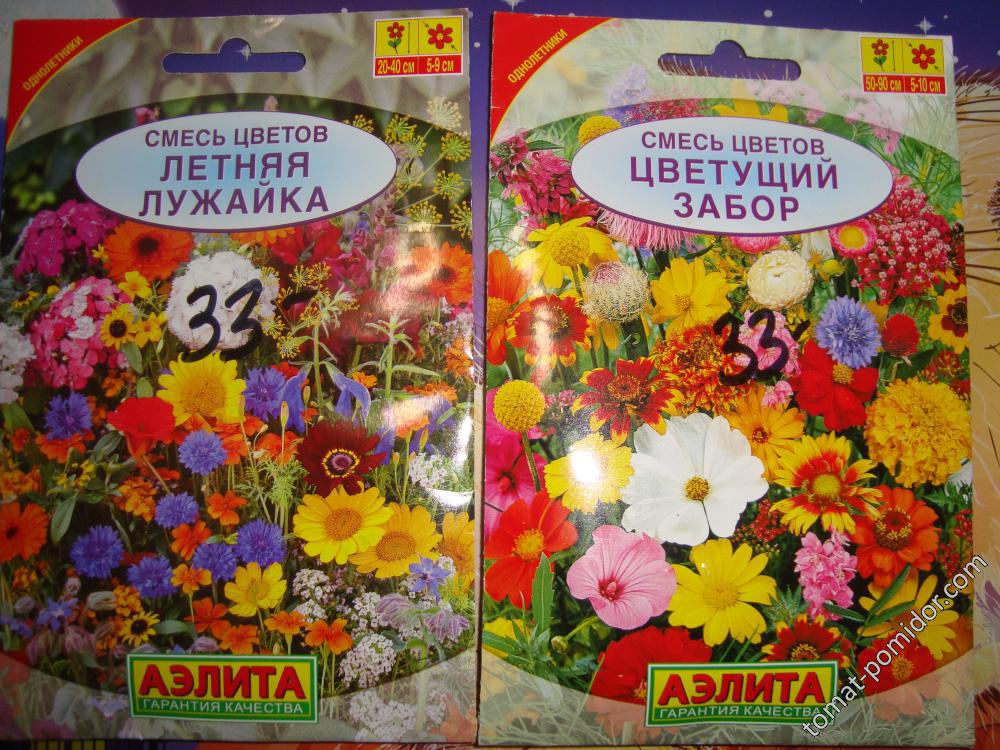 ОДНОЛЕТНИКИ
20-40 см 5-9 см
СМЕСЬ ЦВЕТОВ
ЛЕТНЯЯ
ЛУЖАЙКА
33-
АЭЛИТА
ГАРАНТИЯ КАЧЕСТВА
ОДНОЛЕТНИКИ
50-90 см 5-10 см
СМЕСЬ ЦВЕТОВ
ЦВЕТУЩИЙ
ЗАБОР
33-
АЭЛИТА
ГАРАНТИЯ КАЧЕСТВА
tomat-pomidor.com